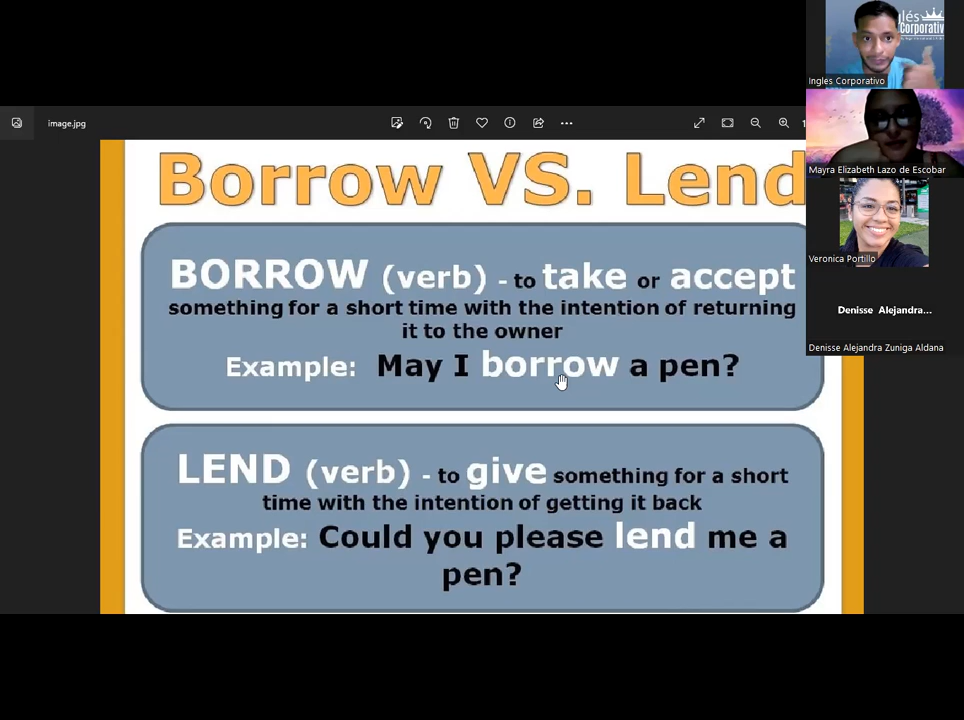 image.jpg
Borrow VS. Lend
BORROW (verb) - to take or accept
something for a short time with the intention of returning
it to the owner
Example: May I borrow a pen?
LEND (verb) - to give something for a short
time with the intention of getting it back
Example: Could you please lend me a
pen?
Corporativ
Ingles Corporativo
Mayra Elizabeth Lazo de Escobar
Veronica Portillo
Denisse Alejandra...
Denisse Alejandra Zuniga Aldana